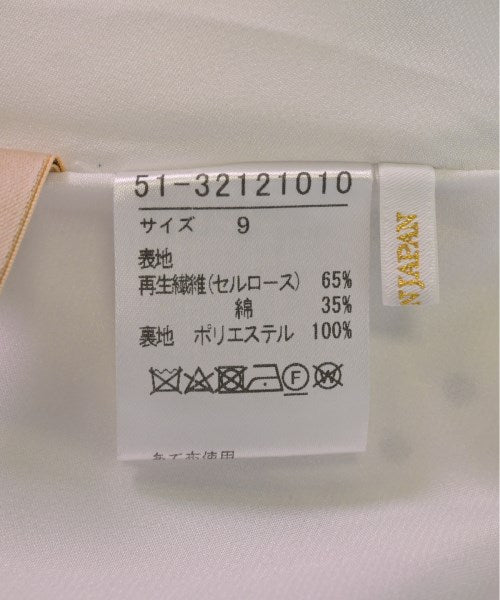 51-32121010
サイズ 9
表地
再生繊維(セルロース) 65%
綿 35%
裏地 ポリエステル 100%
F W
N JAPAN